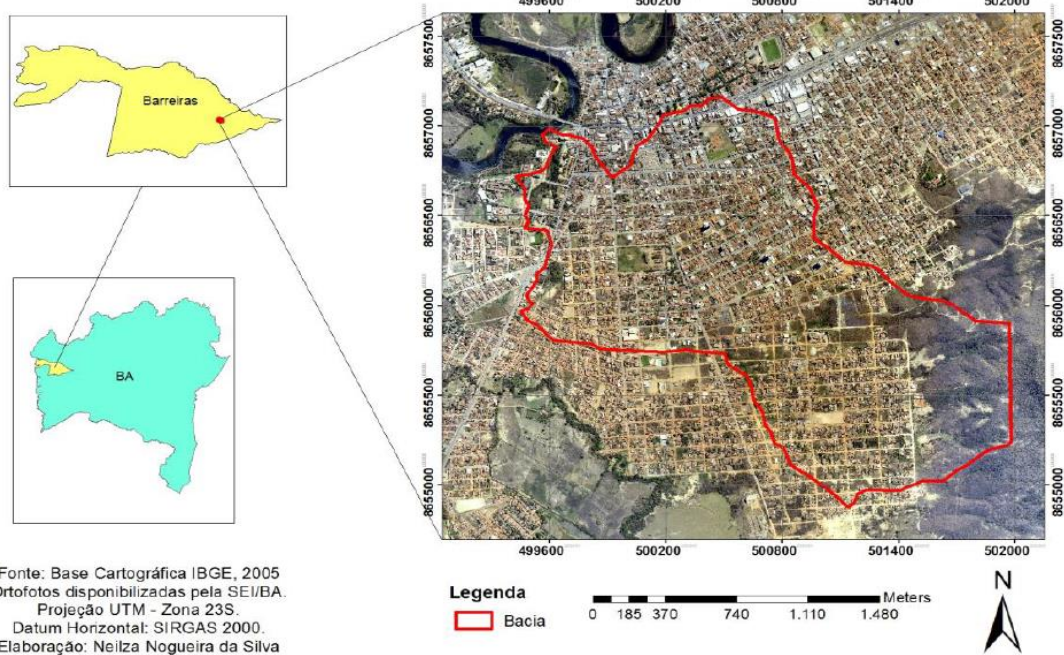 Barreiras
BA
499600 500200 500800 501400 502000
8657500
8657000
8656500
8656000
8655500
8655000
8657500
8657000
8656500
8656000
8655500
8655000
499600 500200 500800 501400 502000
Fonte: Base Cartográfica IBGE, 2005
Ortofotos disponibilizadas pela SEI/BA.
Projeção UTM - Zona 23S.
Datum Horizontal: SIRGAS 2000.
Elaboração: Neilza Nogueira da Silva
Legenda
Bacia
Meters
0 185 370 740 1.110 1.480
N